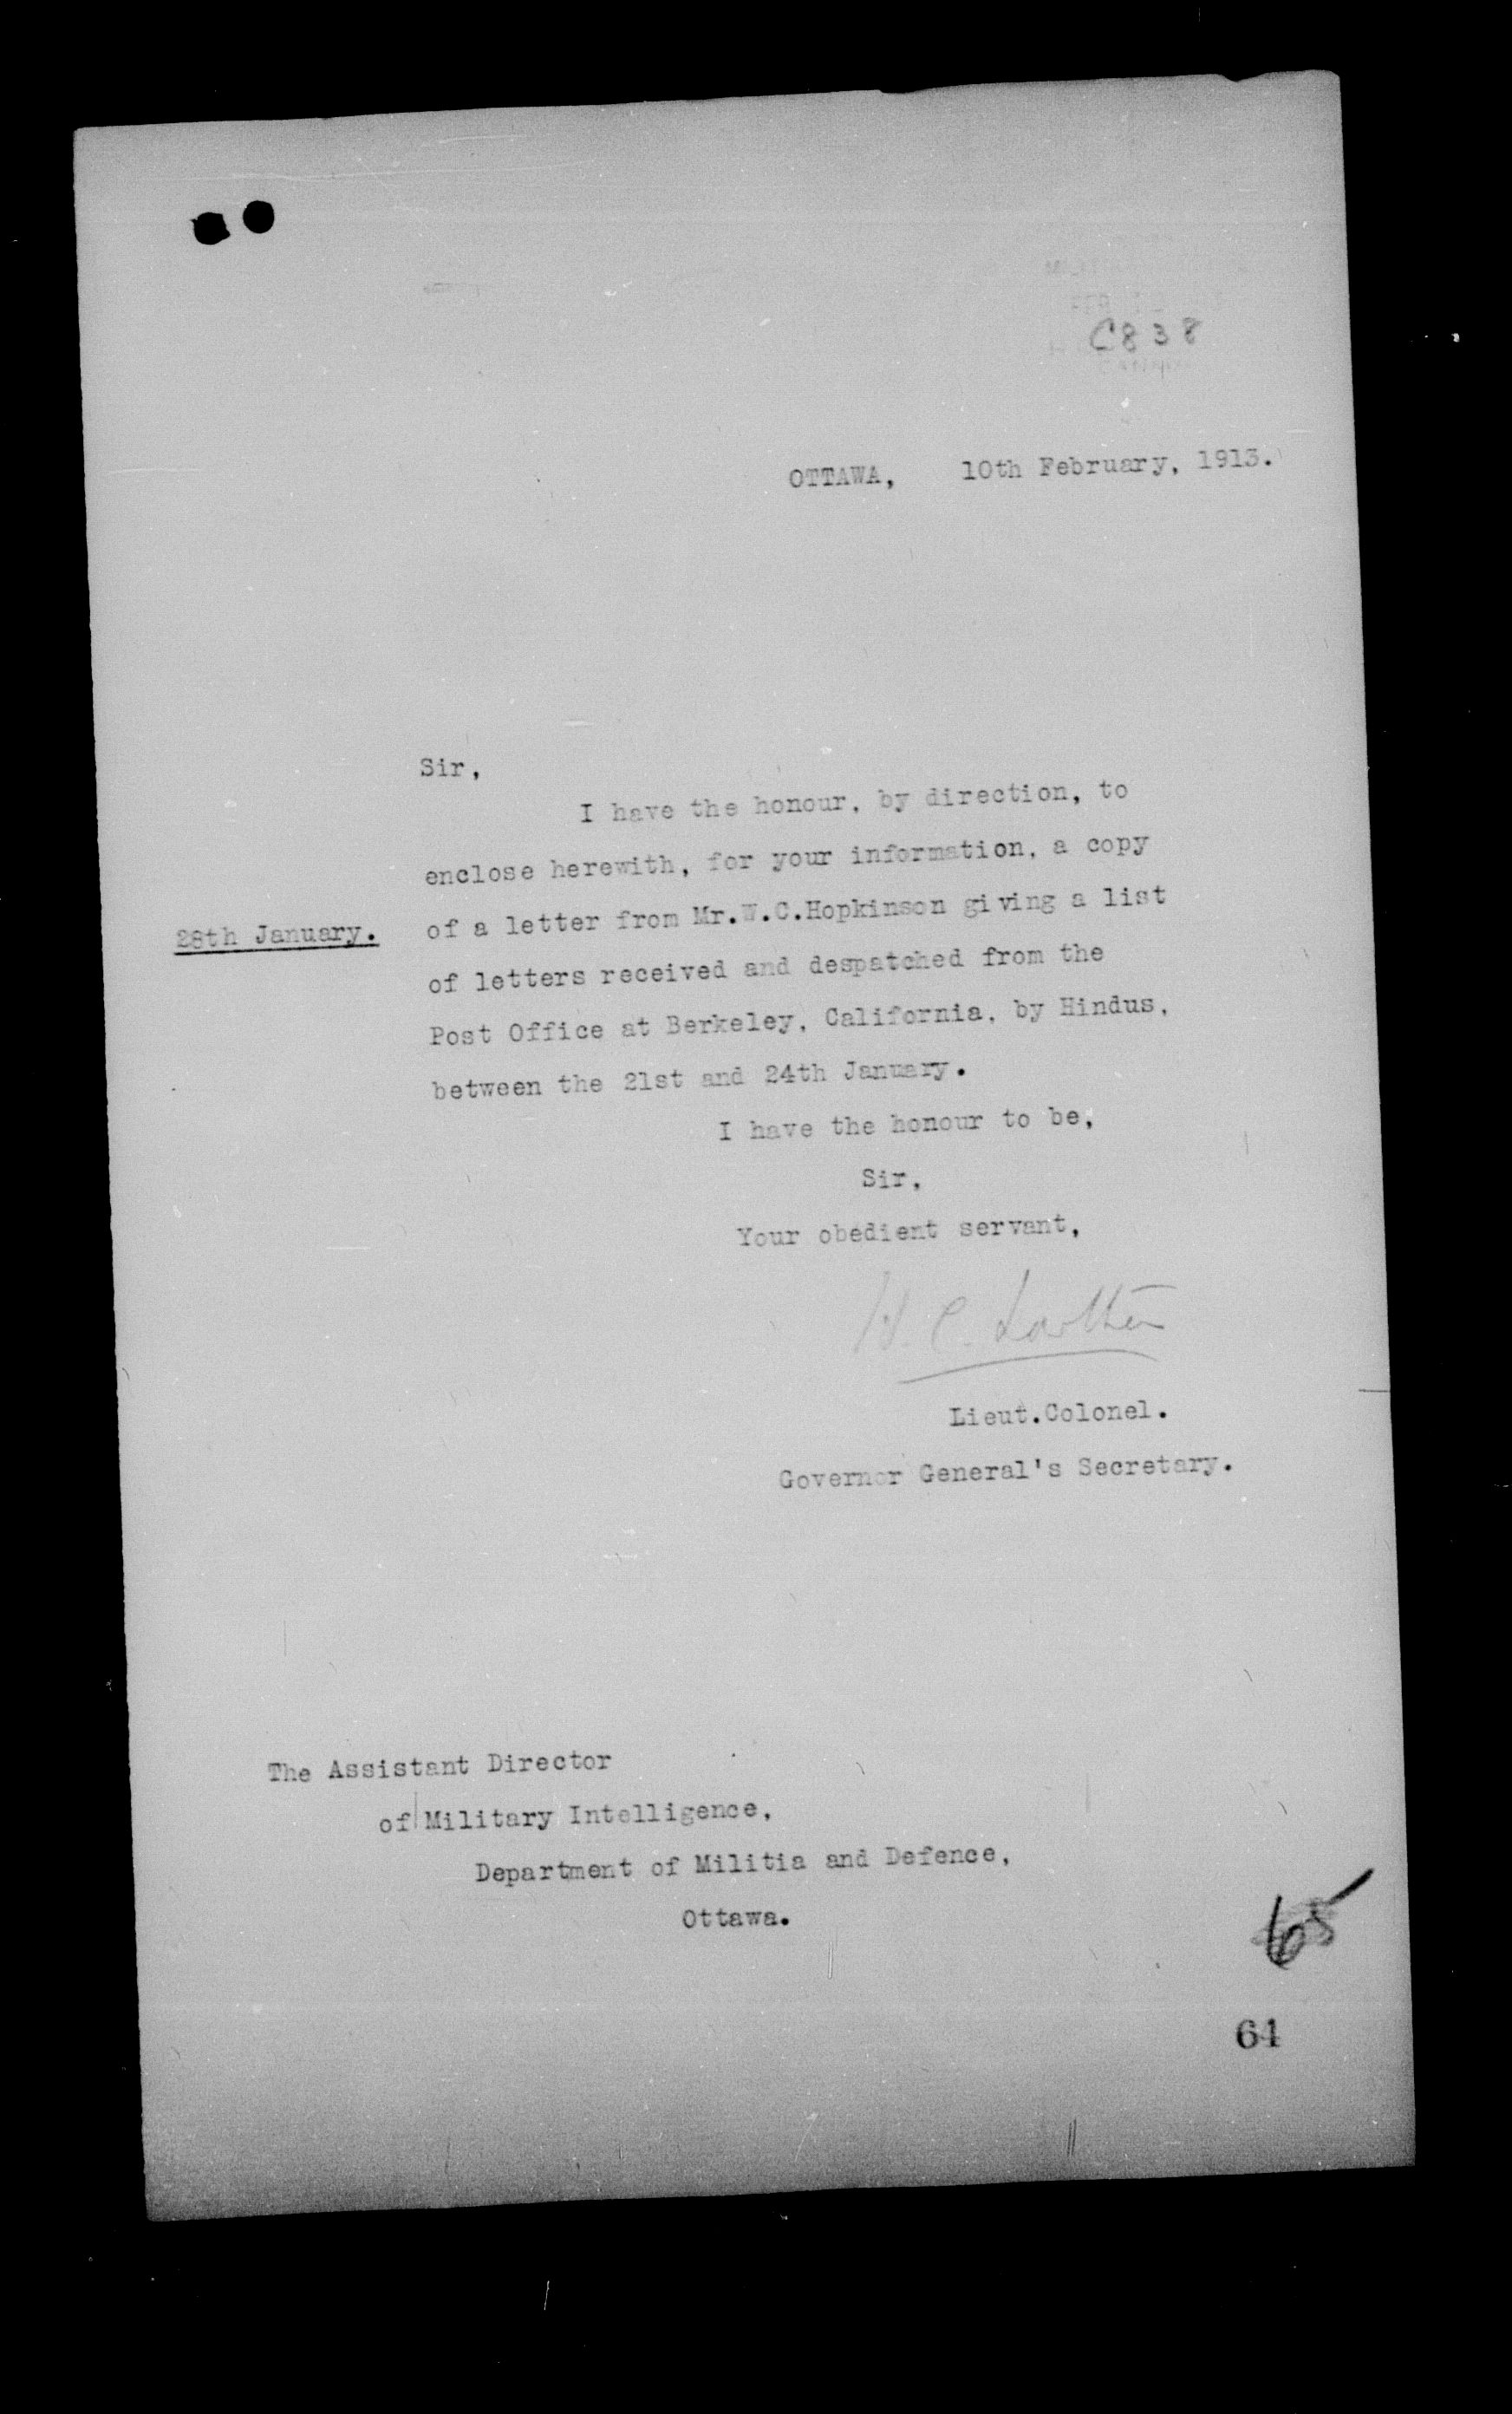 C838
OTTAWA, 10th February, 1913.
Sir,
I have the honour, by direction, to
enclose herewith, for your information, a copy
28th January. of a letter from Mr.W.C.Hopkinson giving a list
of letters received and despatched from the
Post Office at Berkeley, California, by Hindus,
between the 21st and 24th January.
I have the honour to be,
Sir,
Your obedient servant,
H. C. Lowther
Lieut.Colonel.
Governor General's Secretary.
The Assistant Director
of Military Intelligence,
Department of Militia and Defence,
Ottawa.
65
64